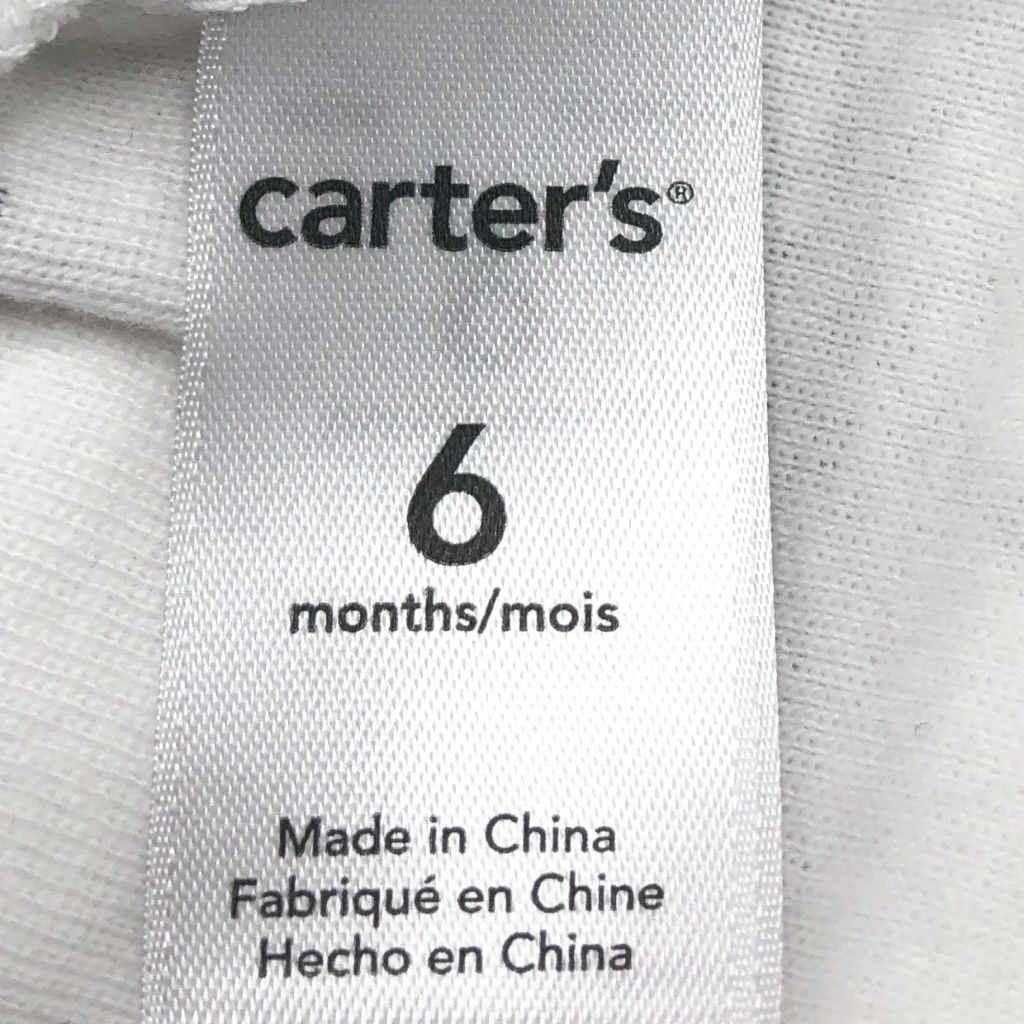 carter's®
6
months/mois
Made in China
Fabriqué en Chine
Hecho en China